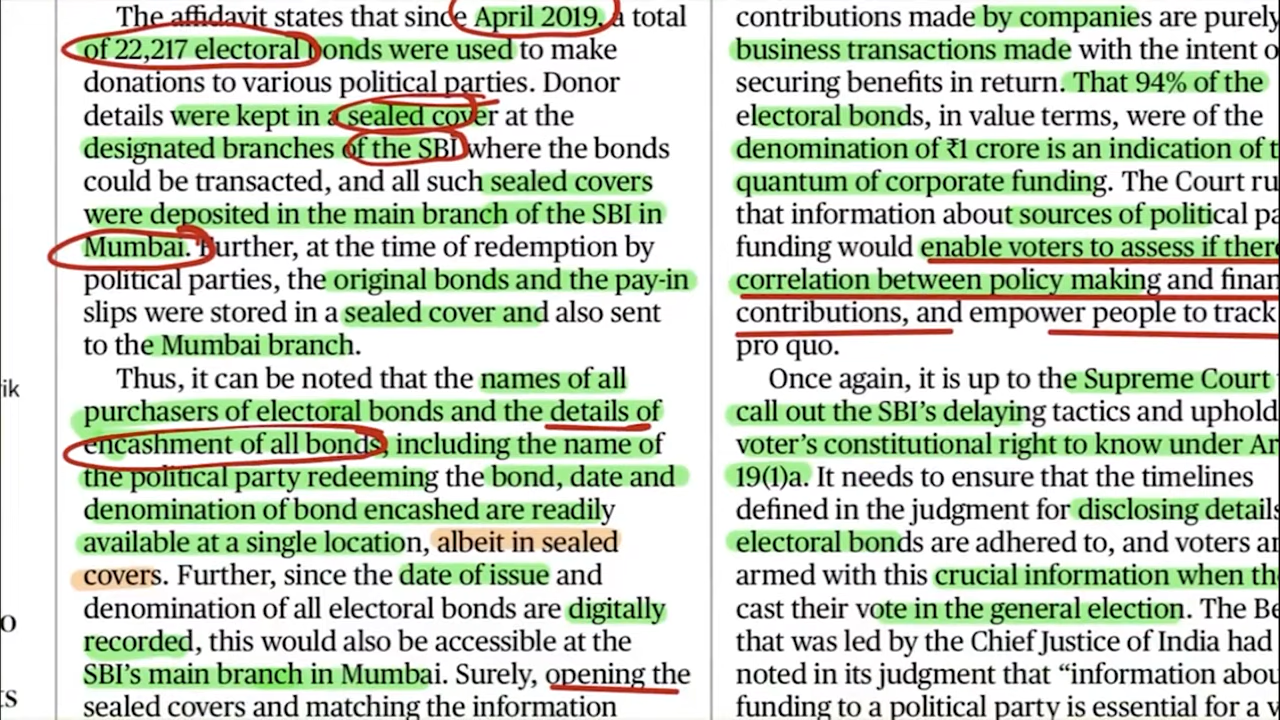 The affidavit states that since April 2019, a total
of 22,217 electoral bonds were used to make
donations to various political parties. Donor
details were kept in a sealed cover at the
designated branches of the SBI where the bonds
could be transacted, and all such sealed covers
were deposited in the main branch of the SBI in
Mumbai. Further, at the time of redemption by
political parties, the original bonds and the pay-in
slips were stored in a sealed cover and also sent
to the Mumbai branch.
Thus, it can be noted that the names of all
purchasers of electoral bonds and the details of
encashment of all bonds, including the name of
the political party redeeming the bond, date and
denomination of bond encashed are readily
available at a single location, albeit in sealed
covers. Further, since the date of issue and
denomination of all electoral bonds are digitally
recorded, this would also be accessible at the
SBI's main branch in Mumbai. Surely, opening the
sealed covers and matching the information
contributions made by companies are purely
business transactions made with the intent o
securing benefits in return. That 94% of the
electoral bonds, in value terms, were of the
denomination of ₹1 crore is an indication of t
quantum of corporate funding. The Court ru
that information about sources of political pa
funding would enable voters to assess if there
correlation between policy making and finan
contributions, and empower people to track
pro quo.
Once again, it is up to the Supreme Court
call out the SBI's delaying tactics and uphold
voter's constitutional right to know under Ar
19(1)a. It needs to ensure that the timelines
defined in the judgment for disclosing details
electoral bonds are adhered to, and voters ar
armed with this crucial information when th
cast their vote in the general election. The Be
that was led by the Chief Justice of India had
noted in its judgment that “information abou
funding to a political party is essential for a v
rik
o
ts